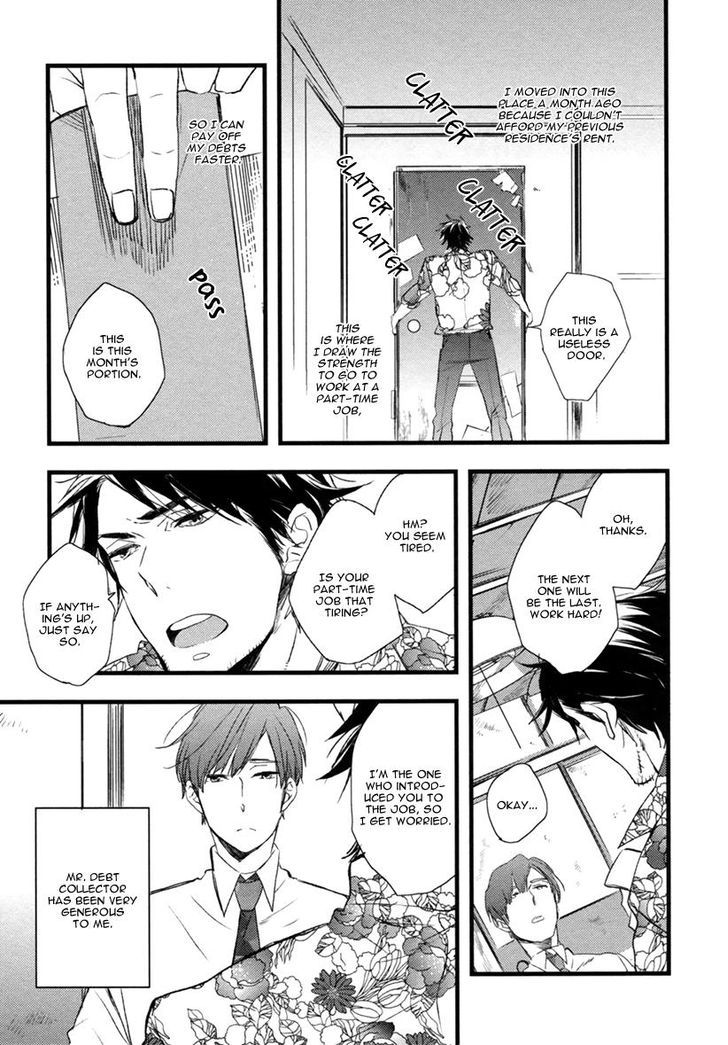 I MOVED INTO THIS
PLACE A MONTH AGO
BECAUSE I COULDN'T
AFFORD MY PREVIOUS
RESIDENCE'S RENT.
CLATTER
CLATTER
CLATTER
CLATTER
THIS
REALLY IS A
USELESS
DOOR.
THIS
IS WHERE
I DRAW THE
STRENGTH
TO GO TO
WORK AT A
PART-TIME
JOB,
SO I CAN
PAY OFF
MY DEBTS
FASTER.
PASS
THIS
IS THIS
MONTH'S
PORTION.
OH,
THANKS.
THE NEXT
ONE WILL
BE THE LAST.
WORK HARD!
OKAY...
HM?
YOU SEEM
TIRED.
IS YOUR
PART-TIME
JOB THAT
TIRING?
IF ANYTH-
ING'S UP,
JUST SAY
SO.
I'M THE ONE
WHO INTROD-
UCED YOU TO
THE JOB, SO
I GET WORRIED.
MR. DEBT
COLLECTOR
HAS BEEN VERY
GENEROUS
TO ME.